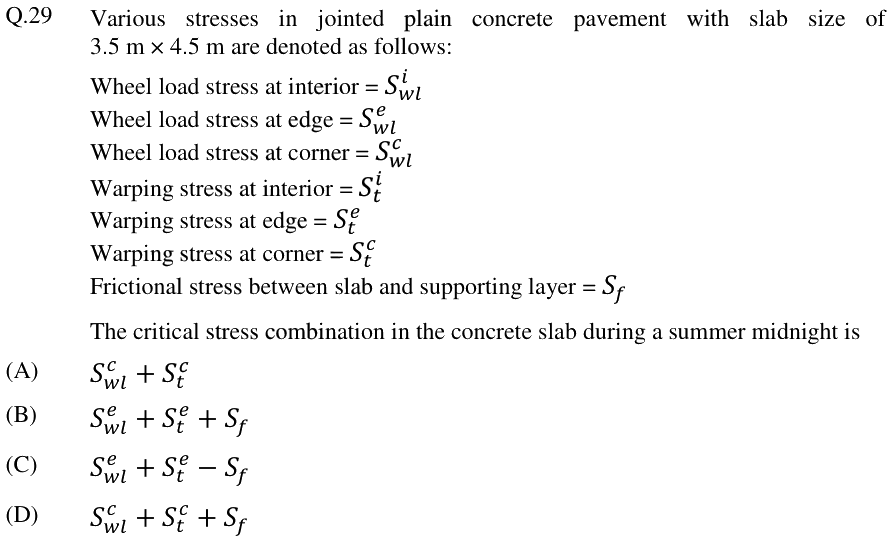 Q.29 Various stresses in jointed plain concrete pavement with slab size of
3.5 m × 4.5 m are denoted as follows:
Wheel load stress at interior = $S_{wl}^{i}$
Wheel load stress at edge = $S_{wl}^{e}$
Wheel load stress at corner = $S_{wl}^{c}$
Warping stress at interior = $S_{t}^{i}$
Warping stress at edge = $S_{t}^{e}$
Warping stress at corner = $S_{t}^{c}$
Frictional stress between slab and supporting layer = $S_{f}$
The critical stress combination in the concrete slab during a summer midnight is
(A) $S_{wl}^{c} + S_{t}^{c}$
(B) $S_{wl}^{e} + S_{t}^{e} + S_{f}$
(C) $S_{wl}^{e} + S_{t}^{e} - S_{f}$
(D) $S_{wl}^{c} + S_{t}^{c} + S_{f}$